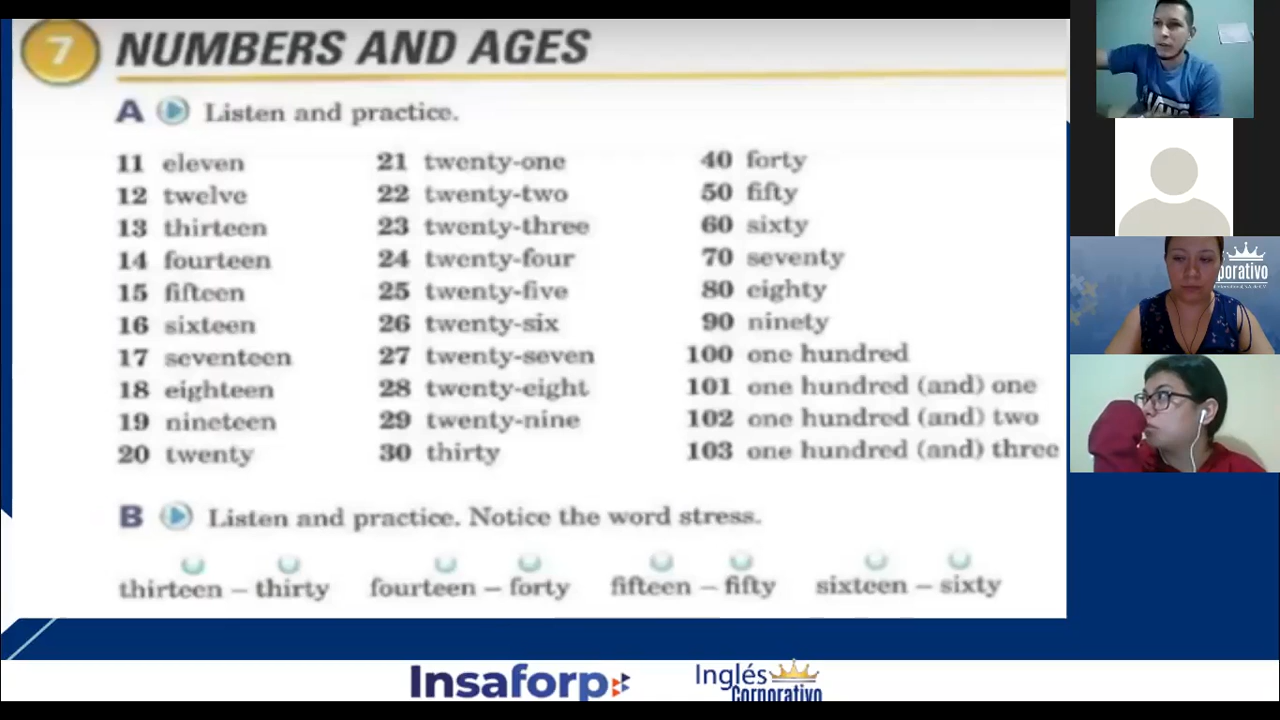 7 NUMBERS AND AGES
A Listen and practice.
11 eleven 21 twenty-one 40 forty
12 twelve 22 twenty-two 50 fifty
13 thirteen 23 twenty-three 60 sixty
14 fourteen 24 twenty-four 70 seventy
15 fifteen 25 twenty-five 80 eighty
16 sixteen 26 twenty-six 90 ninety
17 seventeen 27 twenty-seven 100 one hundred
18 eighteen 28 twenty-eight 101 one hundred (and) one
19 nineteen 29 twenty-nine 102 one hundred (and) two
20 twenty 30 thirty 103 one hundred (and) three
B Listen and practice. Notice the word stress.
thirteen – thirty fourteen – forty fifteen – fifty sixteen – sixty
Insaforp
Inglés
Corporativo
porativo